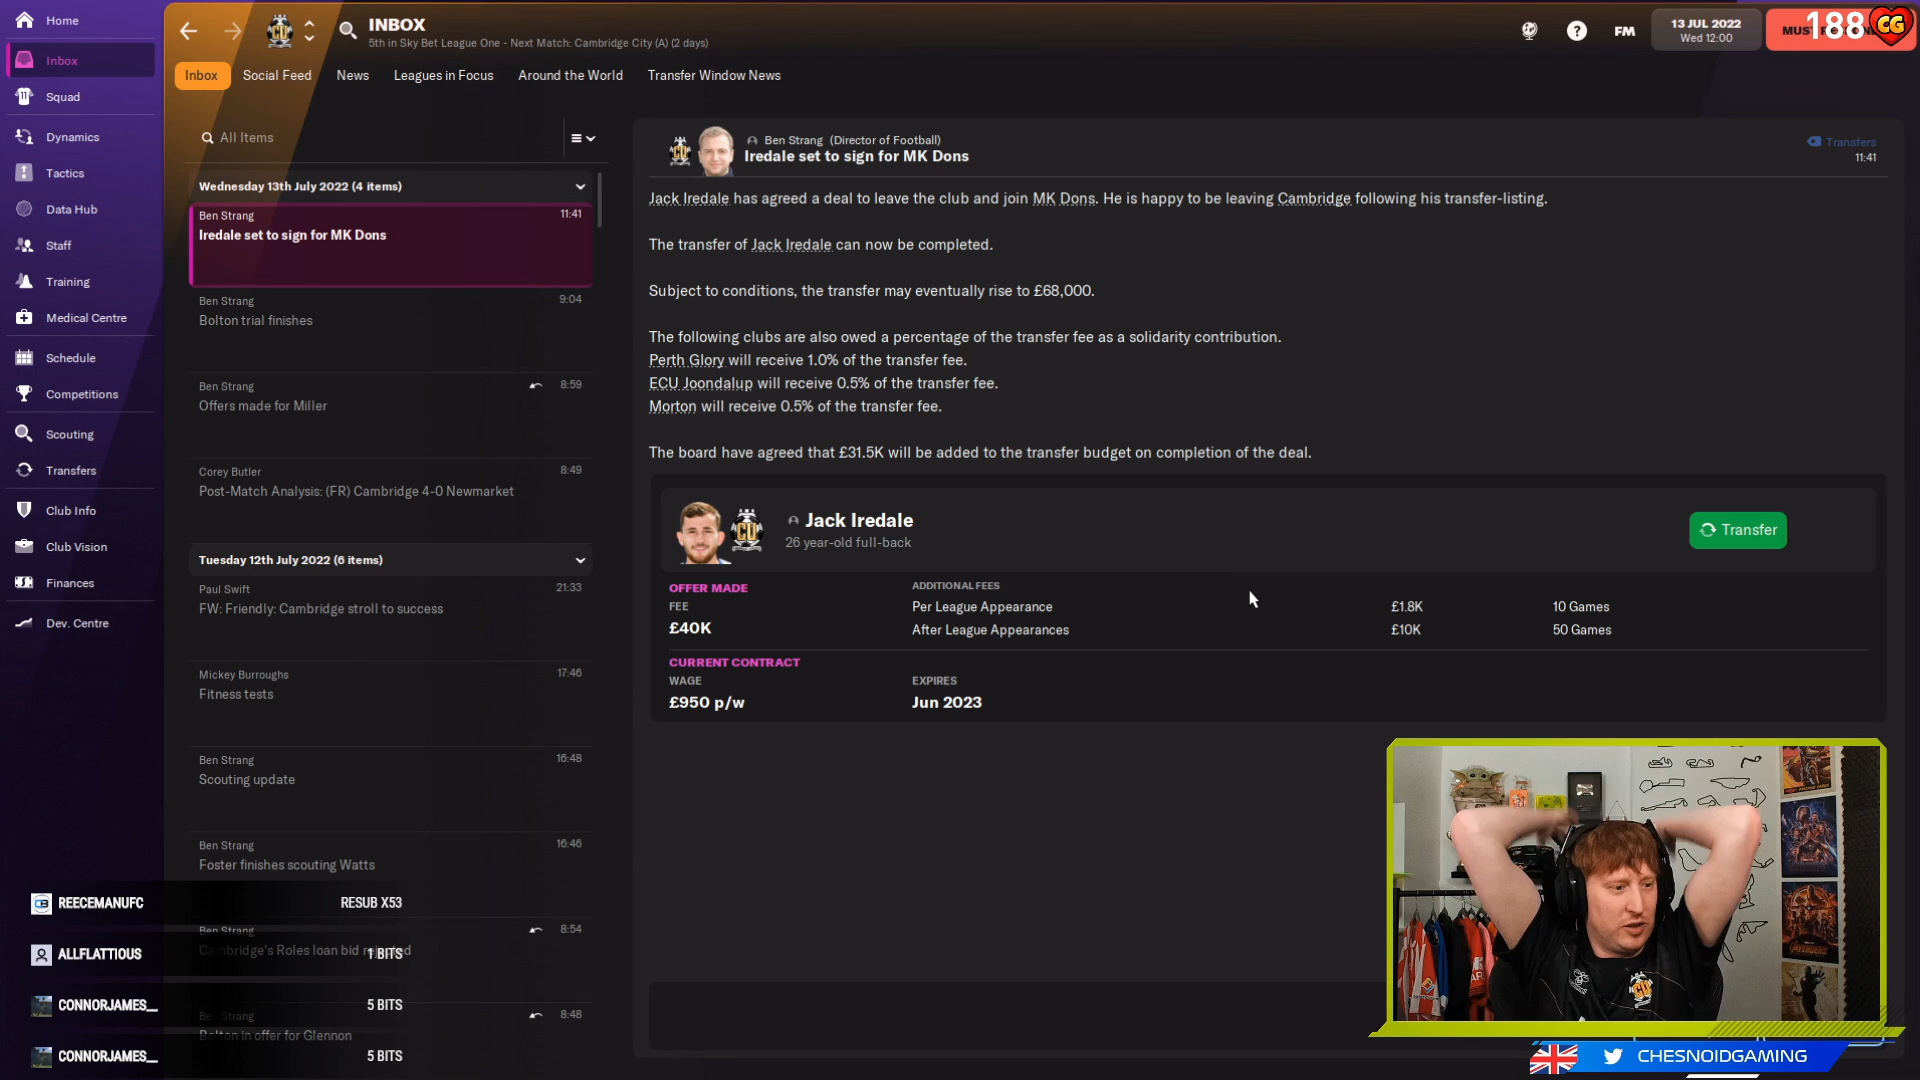 Home
Inbox
Squad
Dynamics
Tactics
Data Hub
Staff
Training
Medical Centre
Schedule
Competitions
Scouting
Transfers
Club Info
Club Vision
Finances
Dev. Centre
INBOX
5th in Sky Bet League One - Next Match: Cambridge City (A) (2 days)
FM
13 JUL 2022
Wed 12:00
188
CG
Inbox
Social Feed
News
Leagues in Focus
Around the World
Transfer Window News
All Items
Wednesday 13th July 2022 (4 items)
Ben Strang 11:41
Iredale set to sign for MK Dons
Ben Strang 9:04
Bolton trial finishes
Ben Strang 8:59
Offers made for Miller
Corey Butler 8:49
Post-Match Analysis: (FR) Cambridge 4-0 Newmarket
Tuesday 12th July 2022 (6 items)
Paul Swift 21:33
FW: Friendly: Cambridge stroll to success
Mickey Burroughs 17:46
Fitness tests
Ben Strang 16:48
Scouting update
Ben Strang 16:46
Foster finishes scouting Watts
Ben Strang 8:54
Cambridge's Roles loan bid
Strang 8:48
Bolton in offer for Glennon
REECEMANUFC RESUB X53
ALLFLATTIOUS 1 BITS
CONNORJAMES__ 5 BITS
CONNORJAMES__ 5 BITS
Ben Strang (Director of Football)
Iredale set to sign for MK Dons
Transfers
11:41
Jack Iredale has agreed a deal to leave the club and join MK Dons. He is happy to be leaving Cambridge following his transfer-listing.
The transfer of Jack Iredale can now be completed.
Subject to conditions, the transfer may eventually rise to £68,000.
The following clubs are also owed a percentage of the transfer fee as a solidarity contribution.
Perth Glory will receive 1.0% of the transfer fee.
ECU Joondalup will receive 0.5% of the transfer fee.
Morton will receive 0.5% of the transfer fee.
The board have agreed that £31.5K will be added to the transfer budget on completion of the deal.
CU
Jack Iredale
26 year-old full-back
Transfer
OFFER MADE
FEE
£40K
ADDITIONAL FEES
Per League Appearance £1.8K 10 Games
After League Appearances £10K 50 Games
CURRENT CONTRACT
WAGE
£950 p/w
EXPIRES
Jun 2023
CHESNOIDGAMING